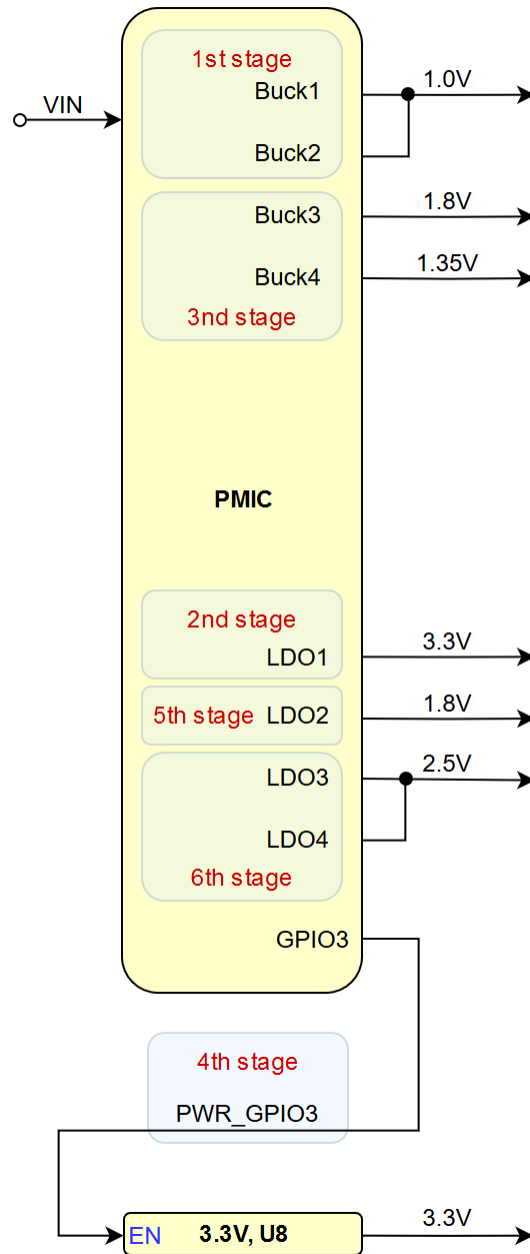 1st stage
Buck1
1.0V
VIN
Buck2
Buck3
1.8V
Buck4
1.35V
3nd stage
PMIC
2nd stage
LDO1
3.3V
5th stage
LDO2
1.8V
LDO3
2.5V
LDO4
6th stage
GPIO3
4th stage
PWR_GPIO3
EN
3.3V, U8
3.3V